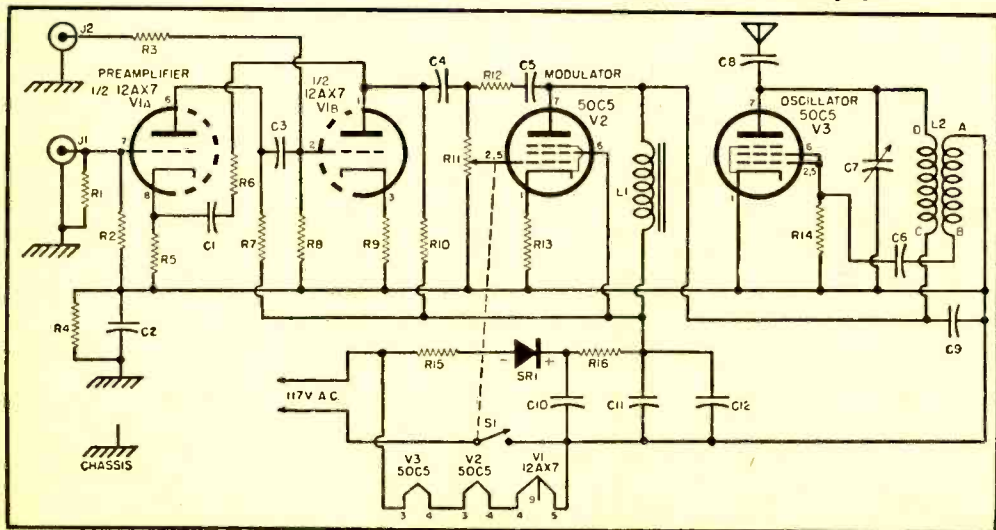 J2
R3
PREAMPLIFIER
1/2 12AX7
V1A
1/2
12AX7
V1B
C4
R12
C5
MODULATOR
50C5
V2
C8
OSCILLATOR
50C5
V3
J1
7
6
8
C3
2
1
3
R11
2,5
7
6
1
L1
7
6
2,5
1
C7
D
L2
A
C
B
R1
R2
R6
C1
R5
R7
R8
R9
R10
R13
R14
C6
R4
C2
C9
R15
-
SR1
+
R16
117V A.C.
C10
C11
C12
S1
CHASSIS
V3
50C5
V2
50C5
V1
12AX7
9
3
4
3
4
4
5